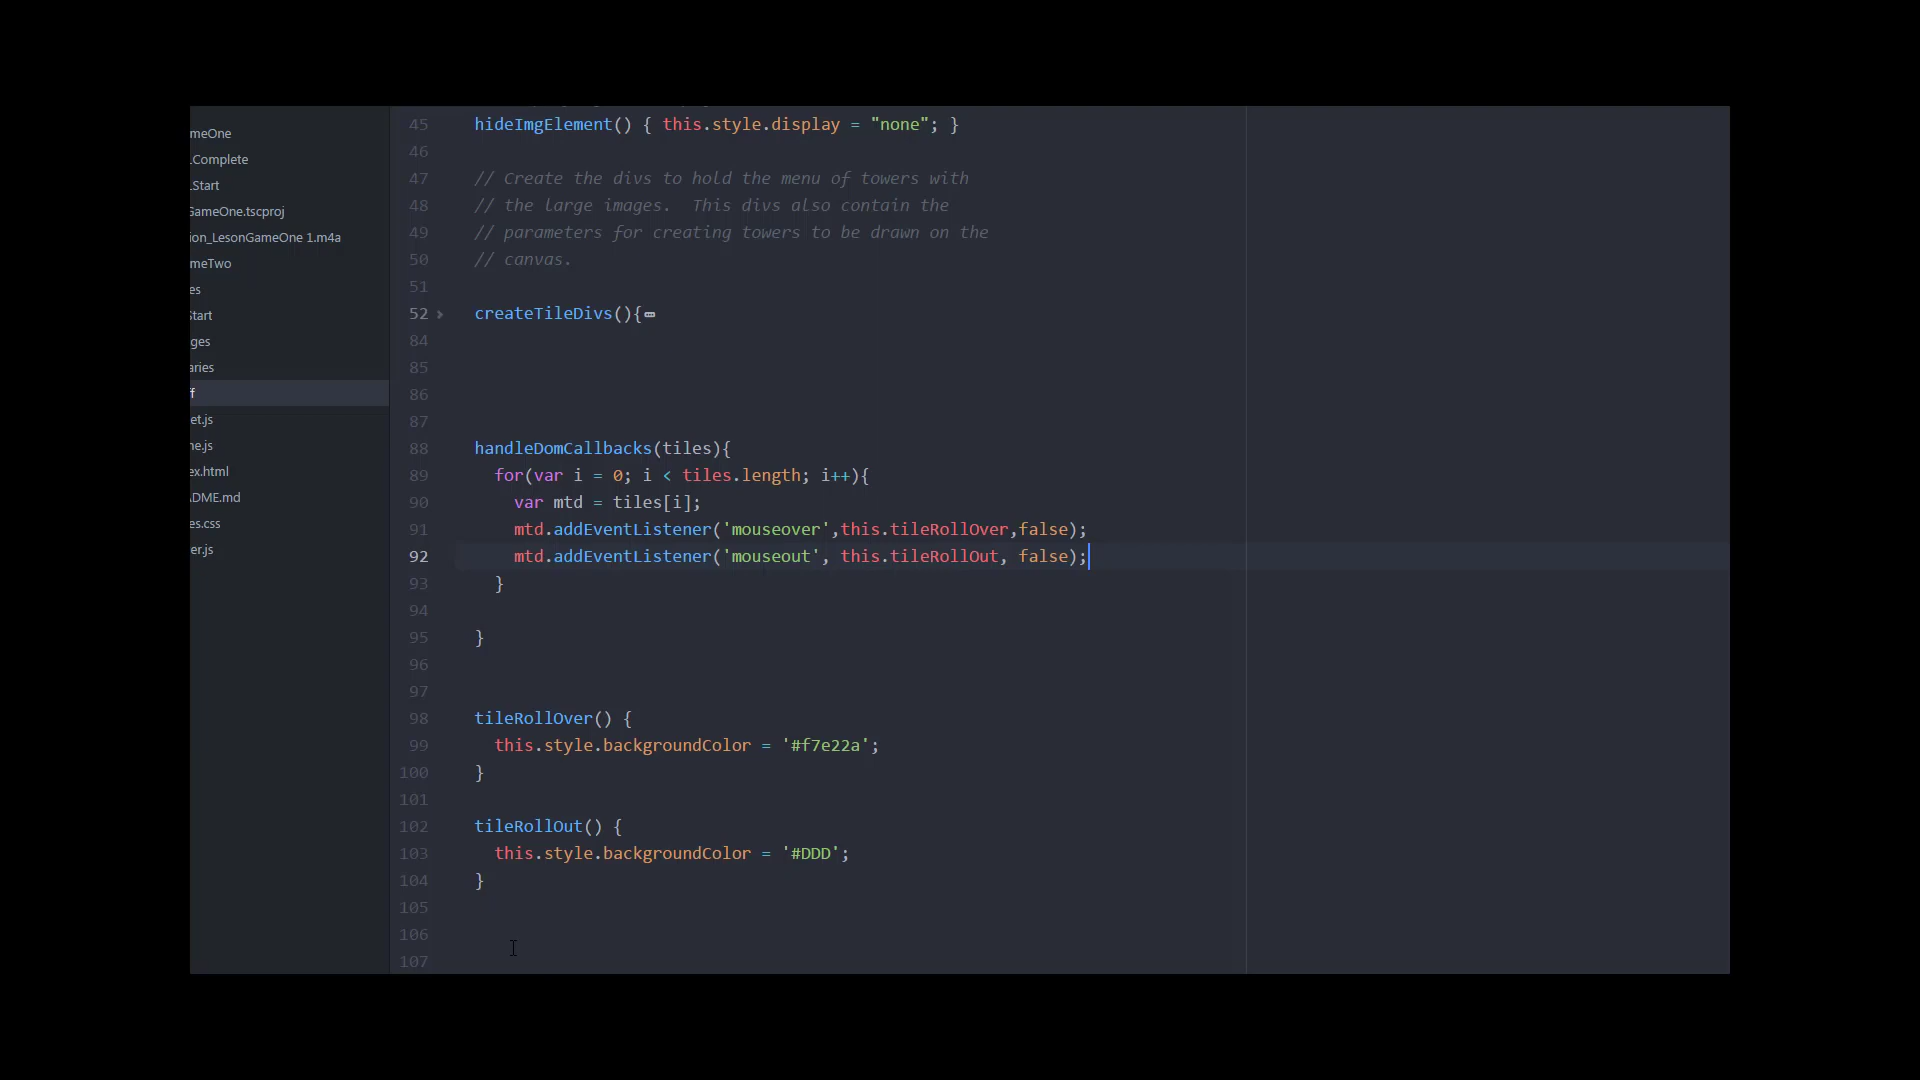 meOne
.Complete
.Start
GameOne.tscproj
ion_LesonGameOne 1.m4a
meTwo
es
Start
ges
aries
f
et.js
ne.js
ex.html
DME.md
es.css
er.js
45 hideImgElement() { this.style.display = "none"; }
46
47 // Create the divs to hold the menu of towers with
48 // the large images.  This divs also contain the
49 // parameters for creating towers to be drawn on the
50 // canvas.
51
52 createTileDivs(){
84
85
86
87
88 handleDomCallbacks(tiles){
89 for(var i = 0; i < tiles.length; i++){
90 var mtd = tiles[i];
91 mtd.addEventListener('mouseover',this.tileRollOver,false);
92 mtd.addEventListener('mouseout', this.tileRollOut, false);
93 }
94
95 }
96
97
98 tileRollOver() {
99 this.style.backgroundColor = '#f7e22a';
100 }
101
102 tileRollOut() {
103 this.style.backgroundColor = '#DDD';
104 }
105
106
107